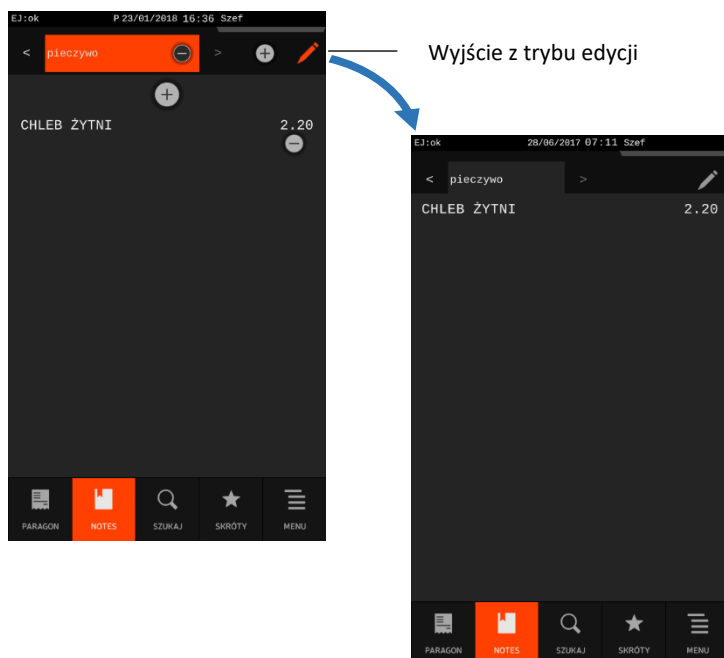 EJ:ok P 23/01/2018 16:36 Szef
< pieczywo >
CHLEB ŻYTNI 2.20
PARAGON NOTES SZUKAJ SKRÓTY MENU
Wyjście z trybu edycji
EJ:ok 28/06/2017 07:11 Szef
< pieczywo >
CHLEB ŻYTNI 2.20
PARAGON NOTES SZUKAJ SKRÓTY MENU